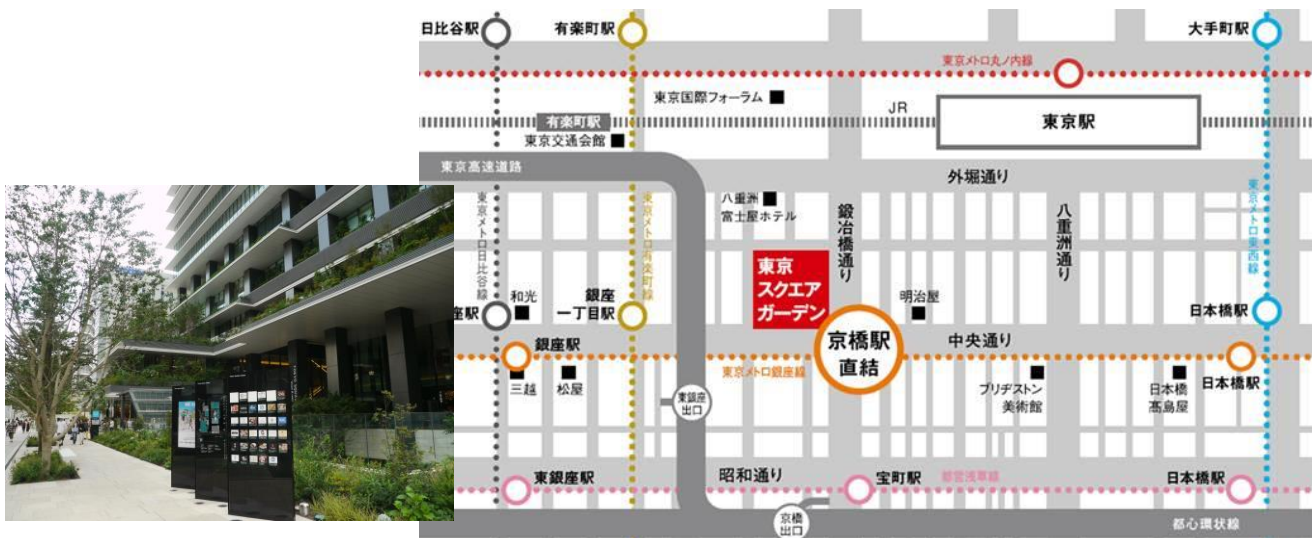 日比谷駅
有楽町駅
大手町駅
東京メトロ丸ノ内線
東京国際フォーラム
JR
東京駅
有楽町駅
東京交通会館
東京高速道路
外堀通り
東京メトロ日比谷線
東京メトロ有楽町線
八重洲
富士屋ホテル
鍛冶橋通り
八重洲通り
東京メトロ東西線
東京
スクエア
ガーデン
和光
座駅
銀座
一丁目駅
明治屋
日本橋駅
京橋駅
直結
銀座駅
中央通り
東京メトロ銀座線
三越
松屋
ブリヂストン
美術館
日本橋
髙島屋
日本橋駅
東銀座
出口
東銀座駅
昭和通り
宝町駅
都営浅草線
日本橋駅
京橋
出口
都心環状線